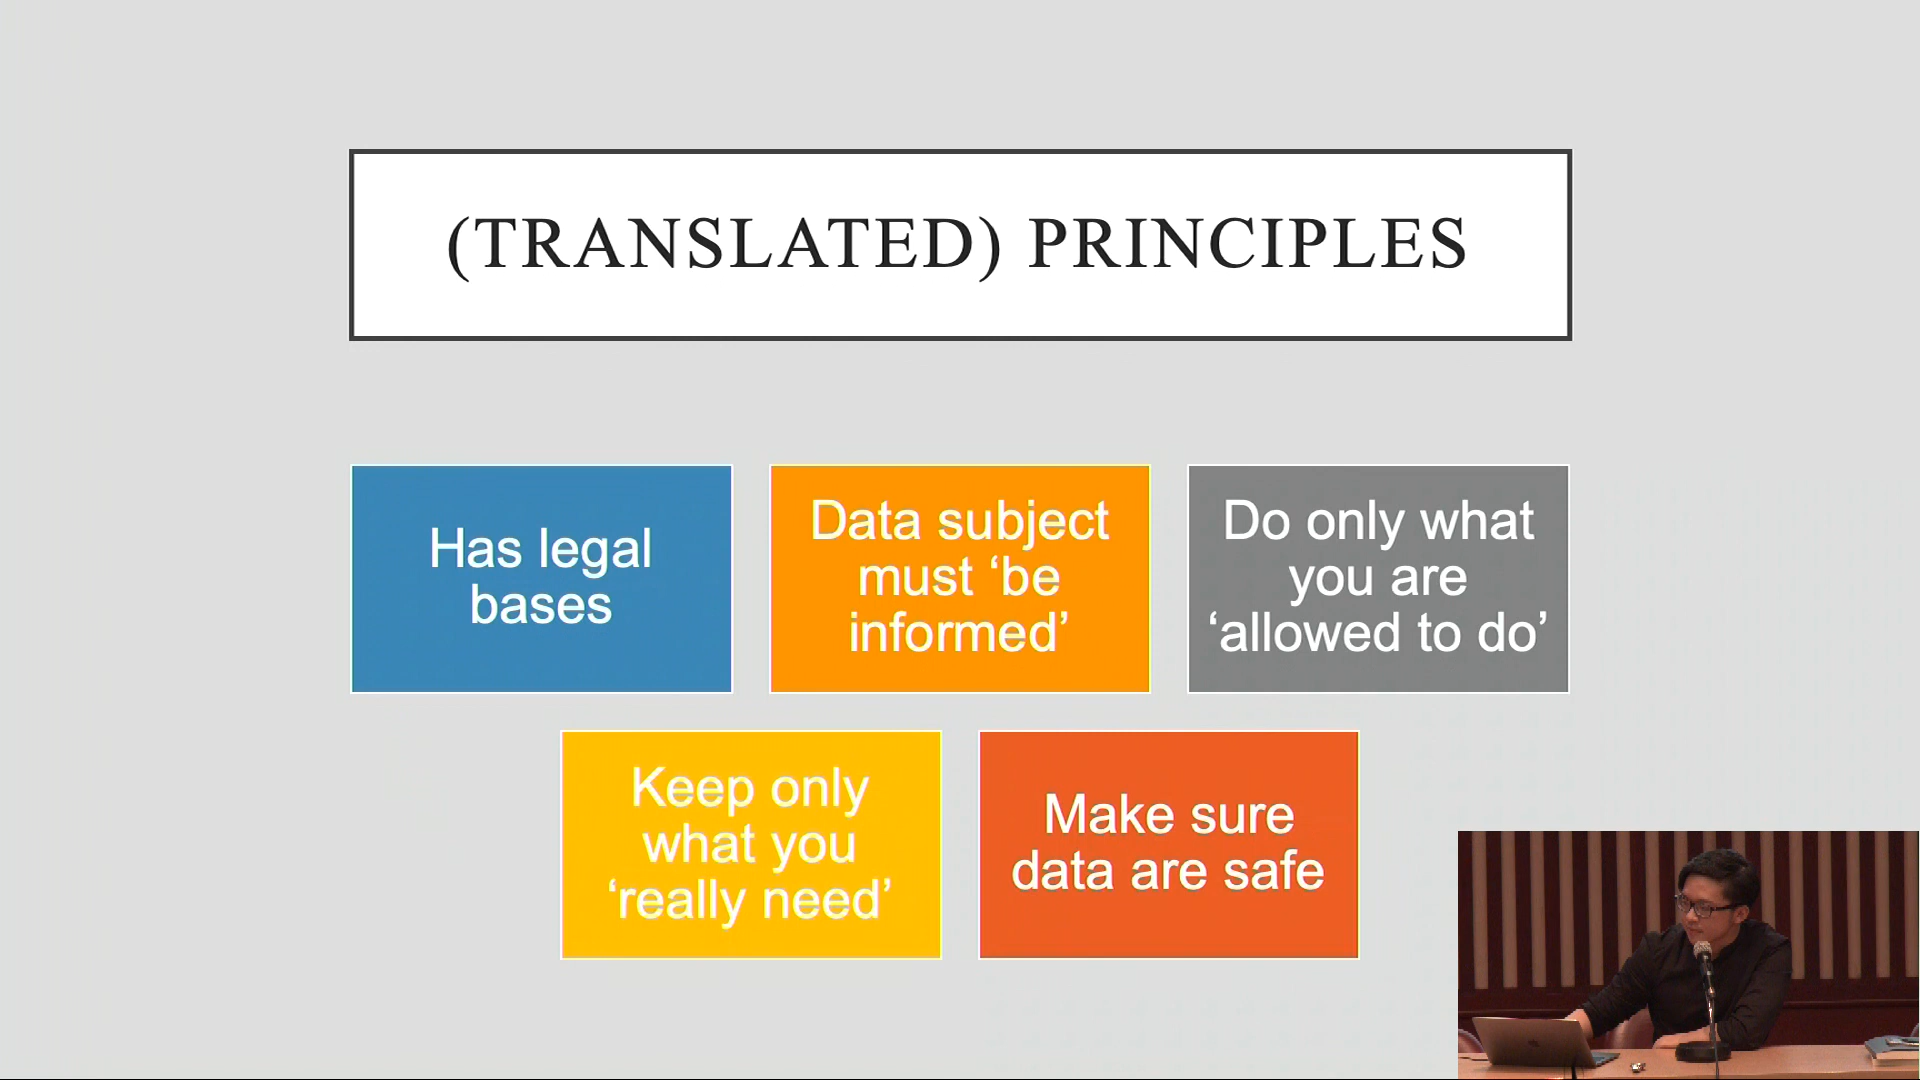 (TRANSLATED) PRINCIPLES
Has legal
bases
Data subject
must ‘be
informed’
Do only what
you are
‘allowed to do’
Keep only
what you
‘really need’
Make sure
data are safe